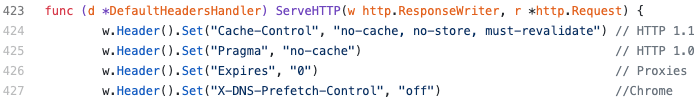 423 func (d *DefaultHeadersHandler) ServeHTTP(w http.ResponseWriter, r *http.Request) {
424 w.Header().Set("Cache-Control", "no-cache, no-store, must-revalidate") // HTTP 1.1
425 w.Header().Set("Pragma", "no-cache") // HTTP 1.0
426 w.Header().Set("Expires", "0") // Proxies
427 w.Header().Set("X-DNS-Prefetch-Control", "off") //Chrome